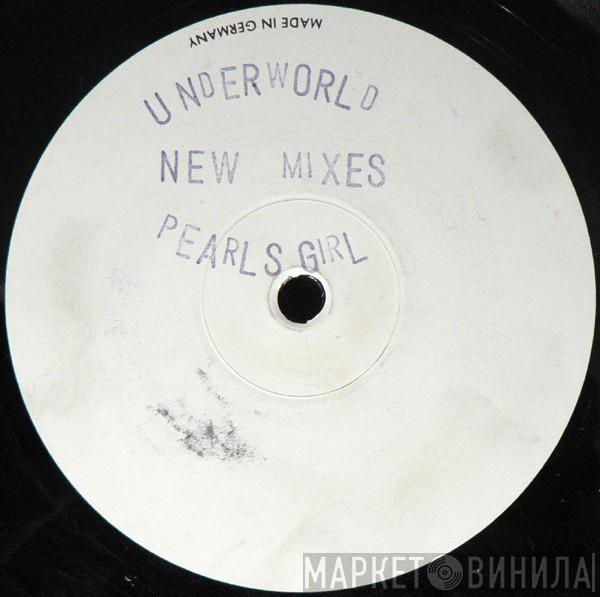 MADE IN GERMANY
UNDERWORLD
NEW MIXES
PEARLS GIRL
МАРКЕТ ВИНИЛА